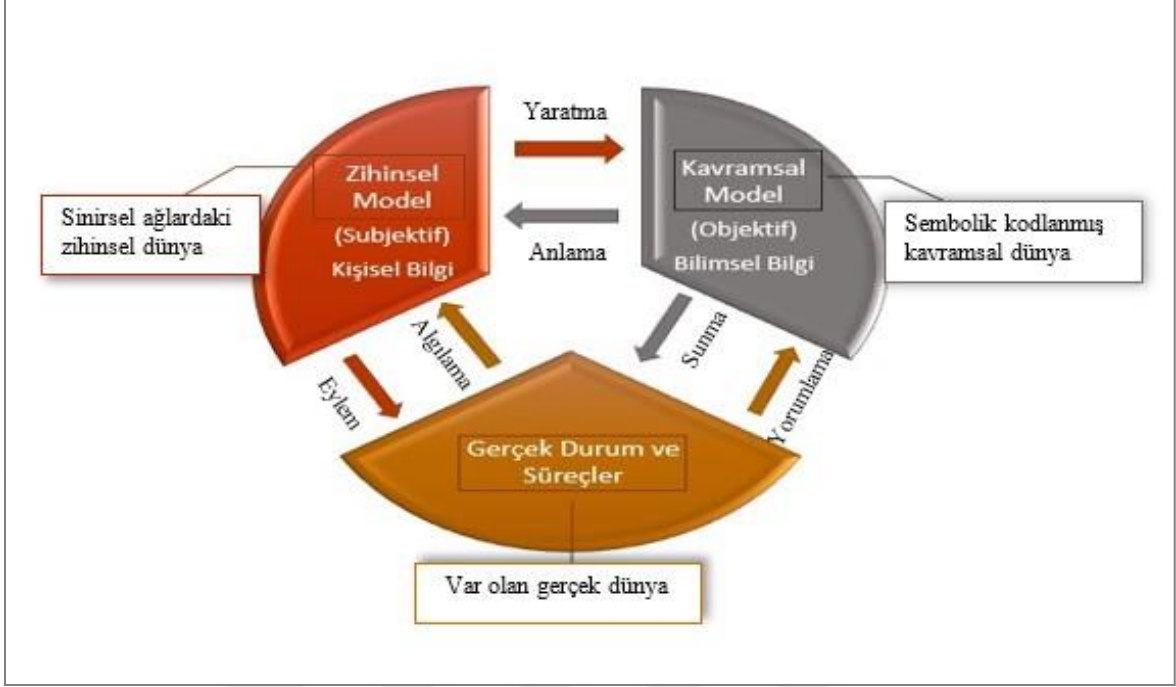 Yaratma
Zihinsel
Model
(Subjektif)
Kişisel Bilgi
Kavramsal
Model
(Objektif)
Bilimsel Bilgi
Sinirsel ağlardaki
zihinsel dünya
Sembolik kodlanmış
kavramsal dünya
Anlama
Eylem
Algılama
Sunma
Yorumlama
Gerçek Durum ve
Süreçler
Var olan gerçek dünya